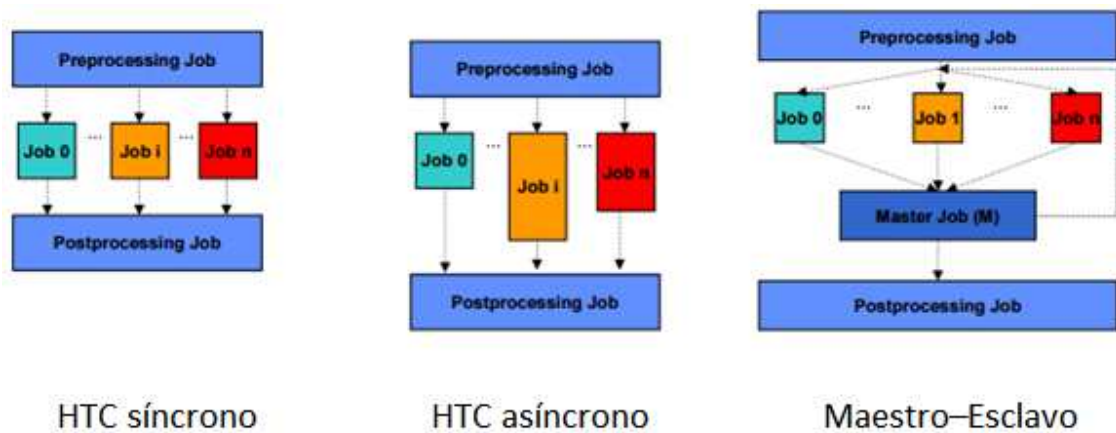 Preprocessing Job
Job 0
...
Job i
...
Job n
Postprocessing Job
HTC síncrono
Preprocessing Job
Job 0
...
Job i
...
Job n
Postprocessing Job
HTC asíncrono
Preprocessing Job
Job 0
...
Job 1
...
Job n
Master Job (M)
Postprocessing Job
Maestro–Esclavo